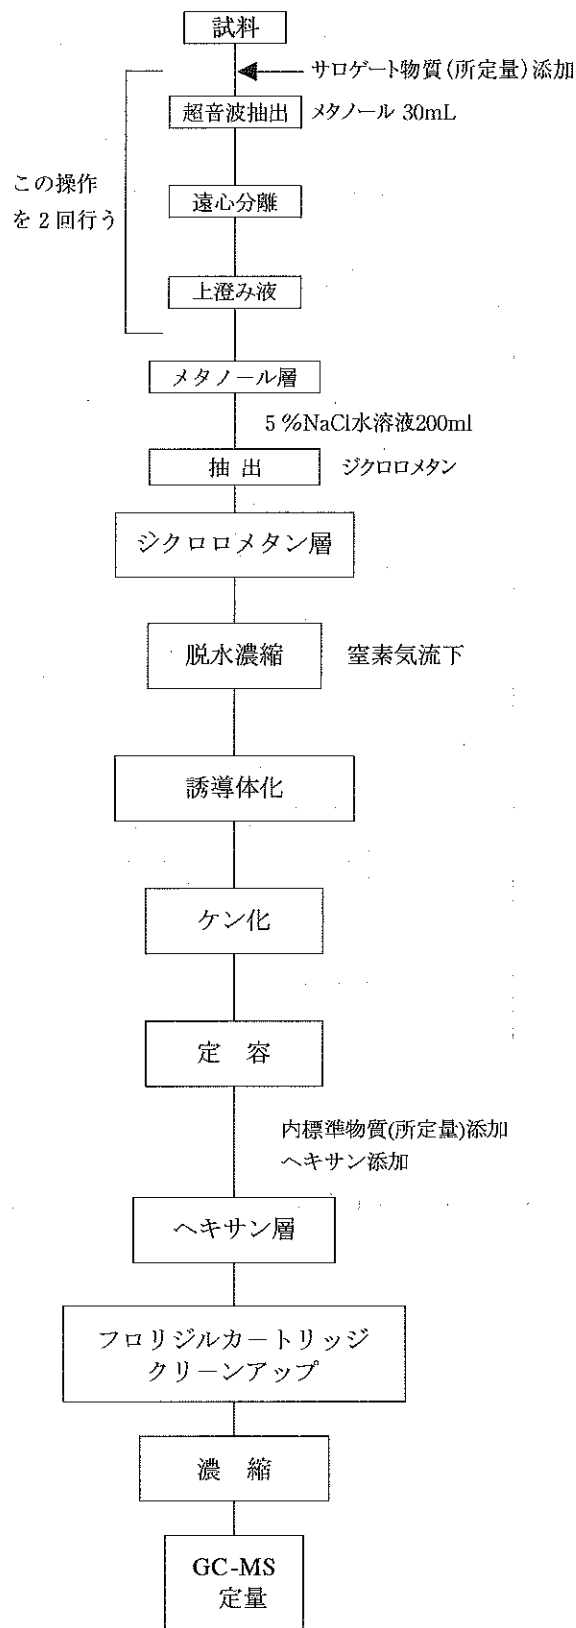 試料
サロゲート物質(所定量)添加
超音波抽出 メタノール 30mL
この操作
を2回行う
遠心分離
上澄み液
メタノール層
5%NaCl水溶液200ml
抽 出 ジクロロメタン
ジクロロメタン層
脱水濃縮 窒素気流下
誘導体化
ケン化
定 容
内標準物質(所定量)添加
ヘキサン添加
ヘキサン層
フロリジルカートリッジ
クリーンアップ
濃 縮
GC-MS
定量